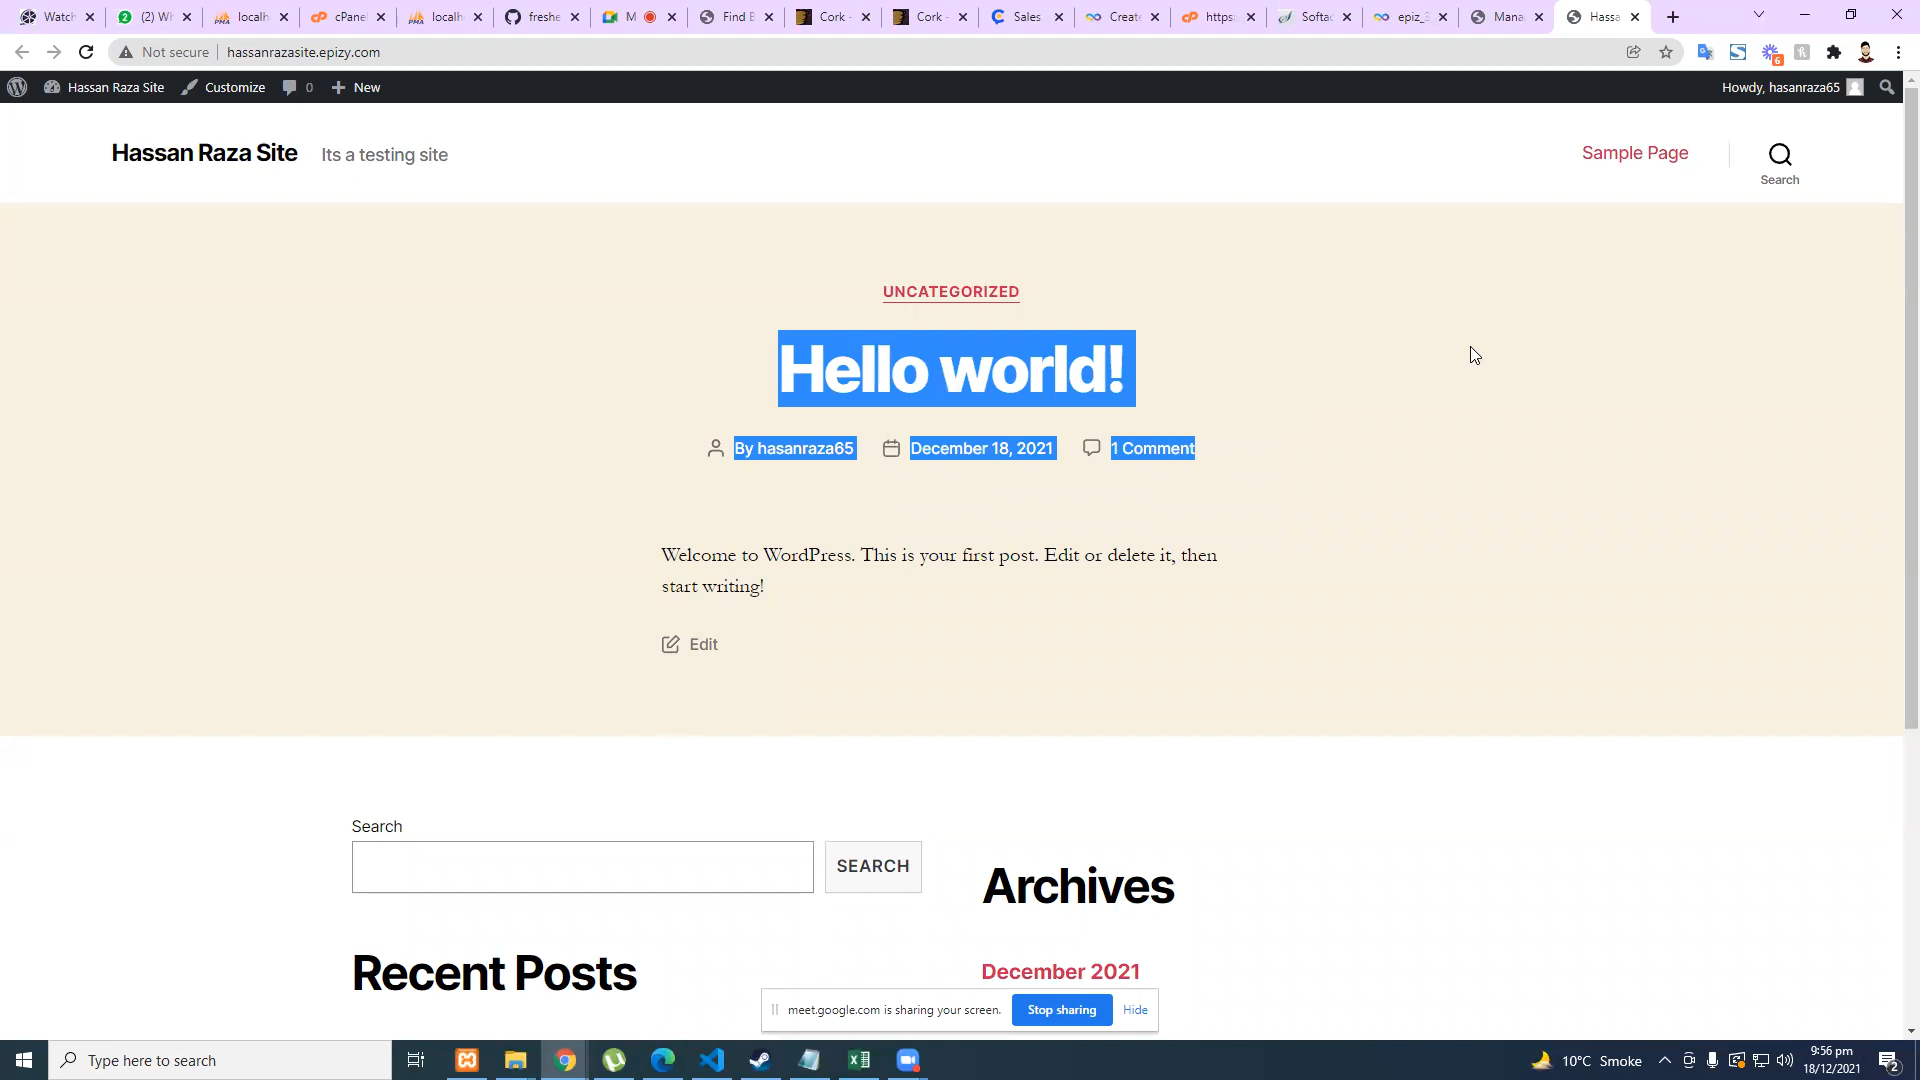 Watch
(2) Wh
localh
cPanel
localh
freshe
M
Find B
Cork -
Cork -
Sales
Create
https:
Softac
epiz_3
Mana
Hassa
Not secure
hassanrazasite.epizy.com
6
Hassan Raza Site
Customize
0
New
Howdy, hasanraza65
Hassan Raza Site
Its a testing site
Sample Page
Search
UNCATEGORIZED
Hello world!
By hasanraza65
December 18, 2021
1 Comment
Welcome to WordPress. This is your first post. Edit or delete it, then
start writing!
Edit
Search
SEARCH
Archives
Recent Posts
December 2021
meet.google.com is sharing your screen.
Stop sharing
Hide
Type here to search
10°C Smoke
9:56 pm
18/12/2021
2